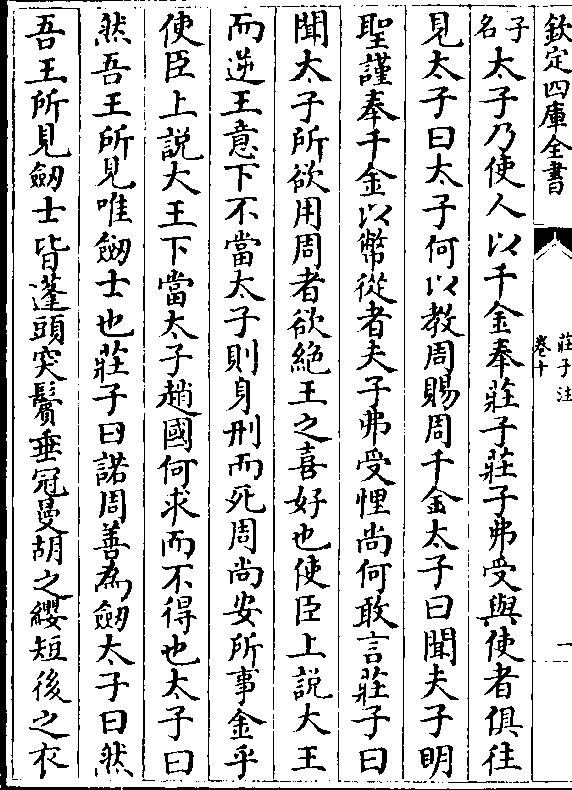 欽定四庫全書
莊子注
卷十
一
名子太子乃使人以千金奉莊子莊子弗受與使者俱往
見太子曰太子何以教周賜周千金太子曰聞夫子明
聖謹奉千金以幣從者夫子弗受悝尚何敢言莊子曰
聞太子所欲用周者欲絶王之喜好也使臣上説大王
而逆王意下不當太子則身刑而死周尚安所事金乎
使臣上説大王下當太子趙國何求而不得也太子曰
然吾王所見唯劒士也莊子曰諾周善為劒太子曰然
吾王所見劒士皆蓬頭突鬢垂冠曼胡之纓短後之衣